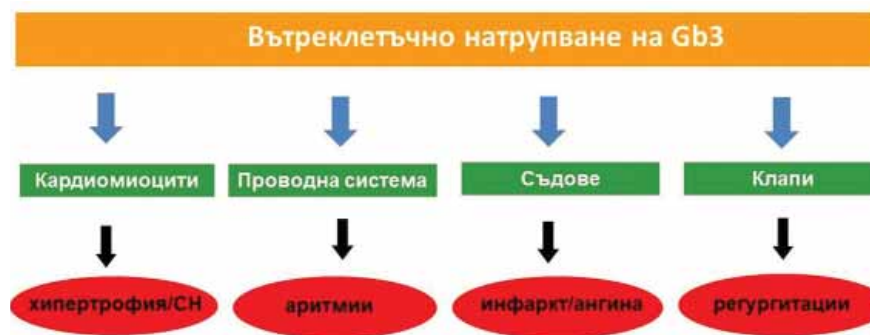 Вътреклетъчно натрупване на Gb3
Кардиомиоцити
Проводна система
Съдове
Клапи
хипертрофия/СН
аритмии
инфаркт/ангина
регургитации